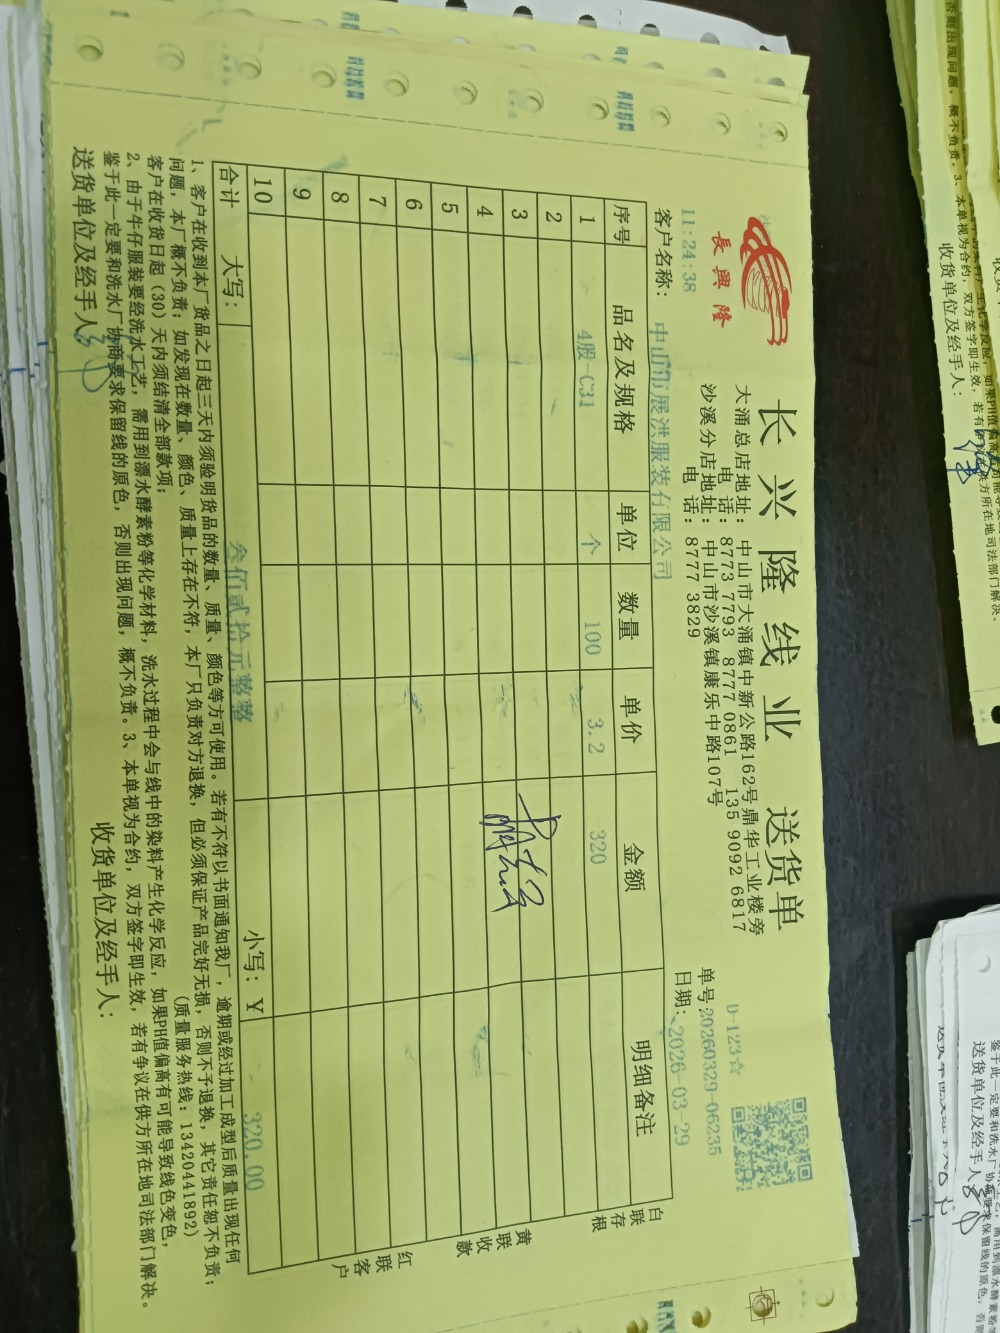 長興隆
长兴隆线业 送货单
大涌总店地址：中山市大涌镇中新公路162号鼎华工业楼旁
电 话：8773 7793 8777 0861 135 9092 6817
沙溪分店地址：中山市沙溪镇康乐中路107号
电 话：8777 3829
11:24:38
D-123☆
单号:20260329-06235
客户名称：中山市展洪服装有限公司
日期:2026-03-29
序号 品名及规格 单位 数量 单价 金额 明细备注
1 4股-C31 个 100 3.2 320
2
3
4
5
6
7
8
9
10
合计 大写：叁佰贰拾元整 小写：¥ 320.00
白联存根
黄联收款
红联客户
1、客户在收到本厂货品之日起三天内须验明货品的数量、质量、颜色等方可使用。若有不符以书面通知我厂，逾期或经过加工成型后质量出现任何
问题，本厂概不负责；如发现在数量、颜色、质量上存在不符，本厂只负责对方退换，但必须保证产品完好无损，否则不予退换，其它责任恕不负责；
客户在收货日起（30）天内须结清全部款项； （质量服务热线：13420441892）
2、由于牛仔服装要经洗水工艺，需用到漂水酵素粉等化学材料，洗水过程中会与线中的染料产生化学反应，如果PH值偏高有可能导致线色变色，
鉴于此一定要和洗水厂协商要求保留线的原色，否则出现问题，概不负责。3、本单视为合约，双方签字即生效，若有争议在供方所在地司法部门解决。
送货单位及经手人： 收货单位及经手人：